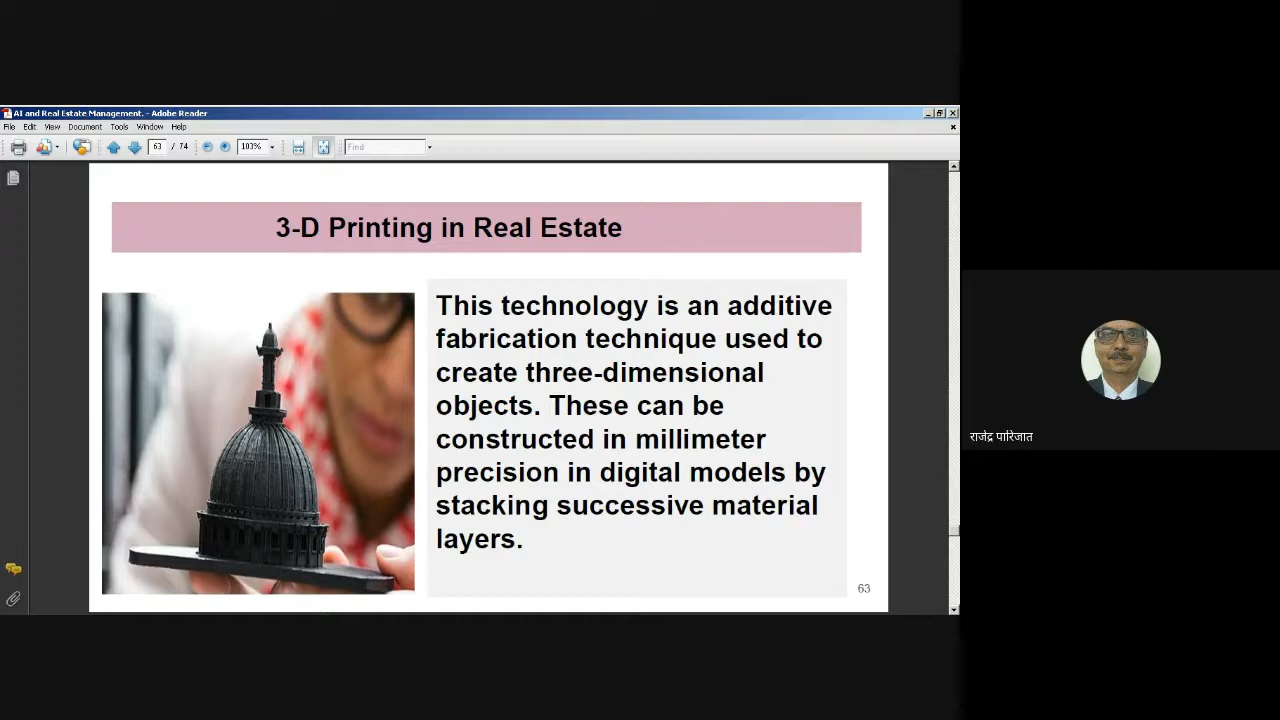 AI and Real Estate Management. - Adobe Reader
File Edit View Document Tools Window Help
63 / 74 103% Find
3-D Printing in Real Estate
This technology is an additive
fabrication technique used to
create three-dimensional
objects. These can be
constructed in millimeter
precision in digital models by
stacking successive material
layers.
63
राजेंद्र पारिजात